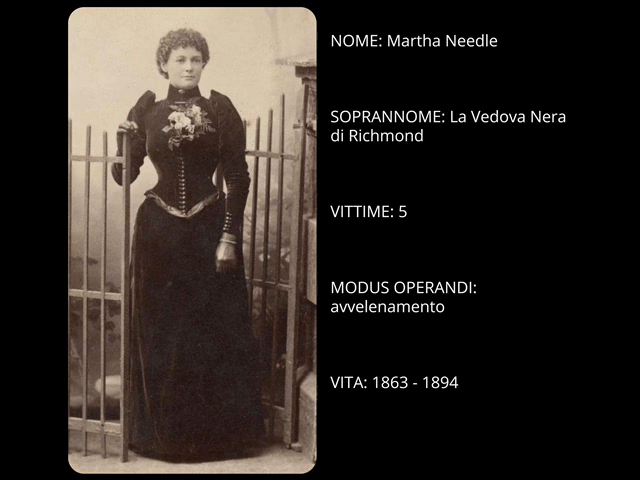 NOME: Martha Needle
SOPRANNOME: La Vedova Nera
di Richmond
VITTIME: 5
MODUS OPERANDI:
avvelenamento
VITA: 1863 - 1894